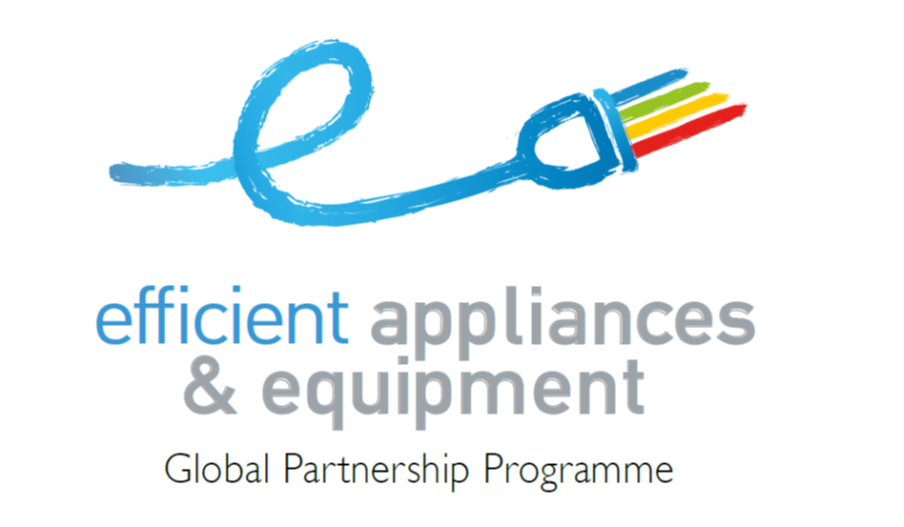 efficient appliances
& equipment
Global Partnership Programme